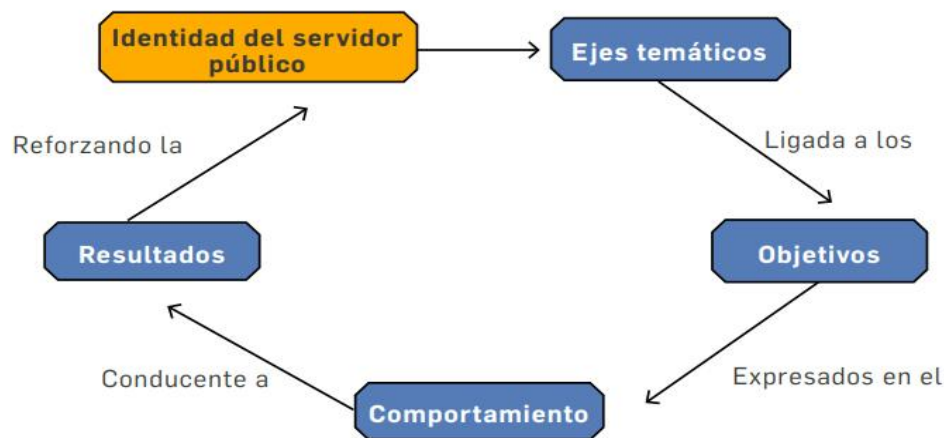 Identidad del servidor
público
Ejes temáticos
Ligada a los
Objetivos
Expresados en el
Comportamiento
Conducente a
Resultados
Reforzando la